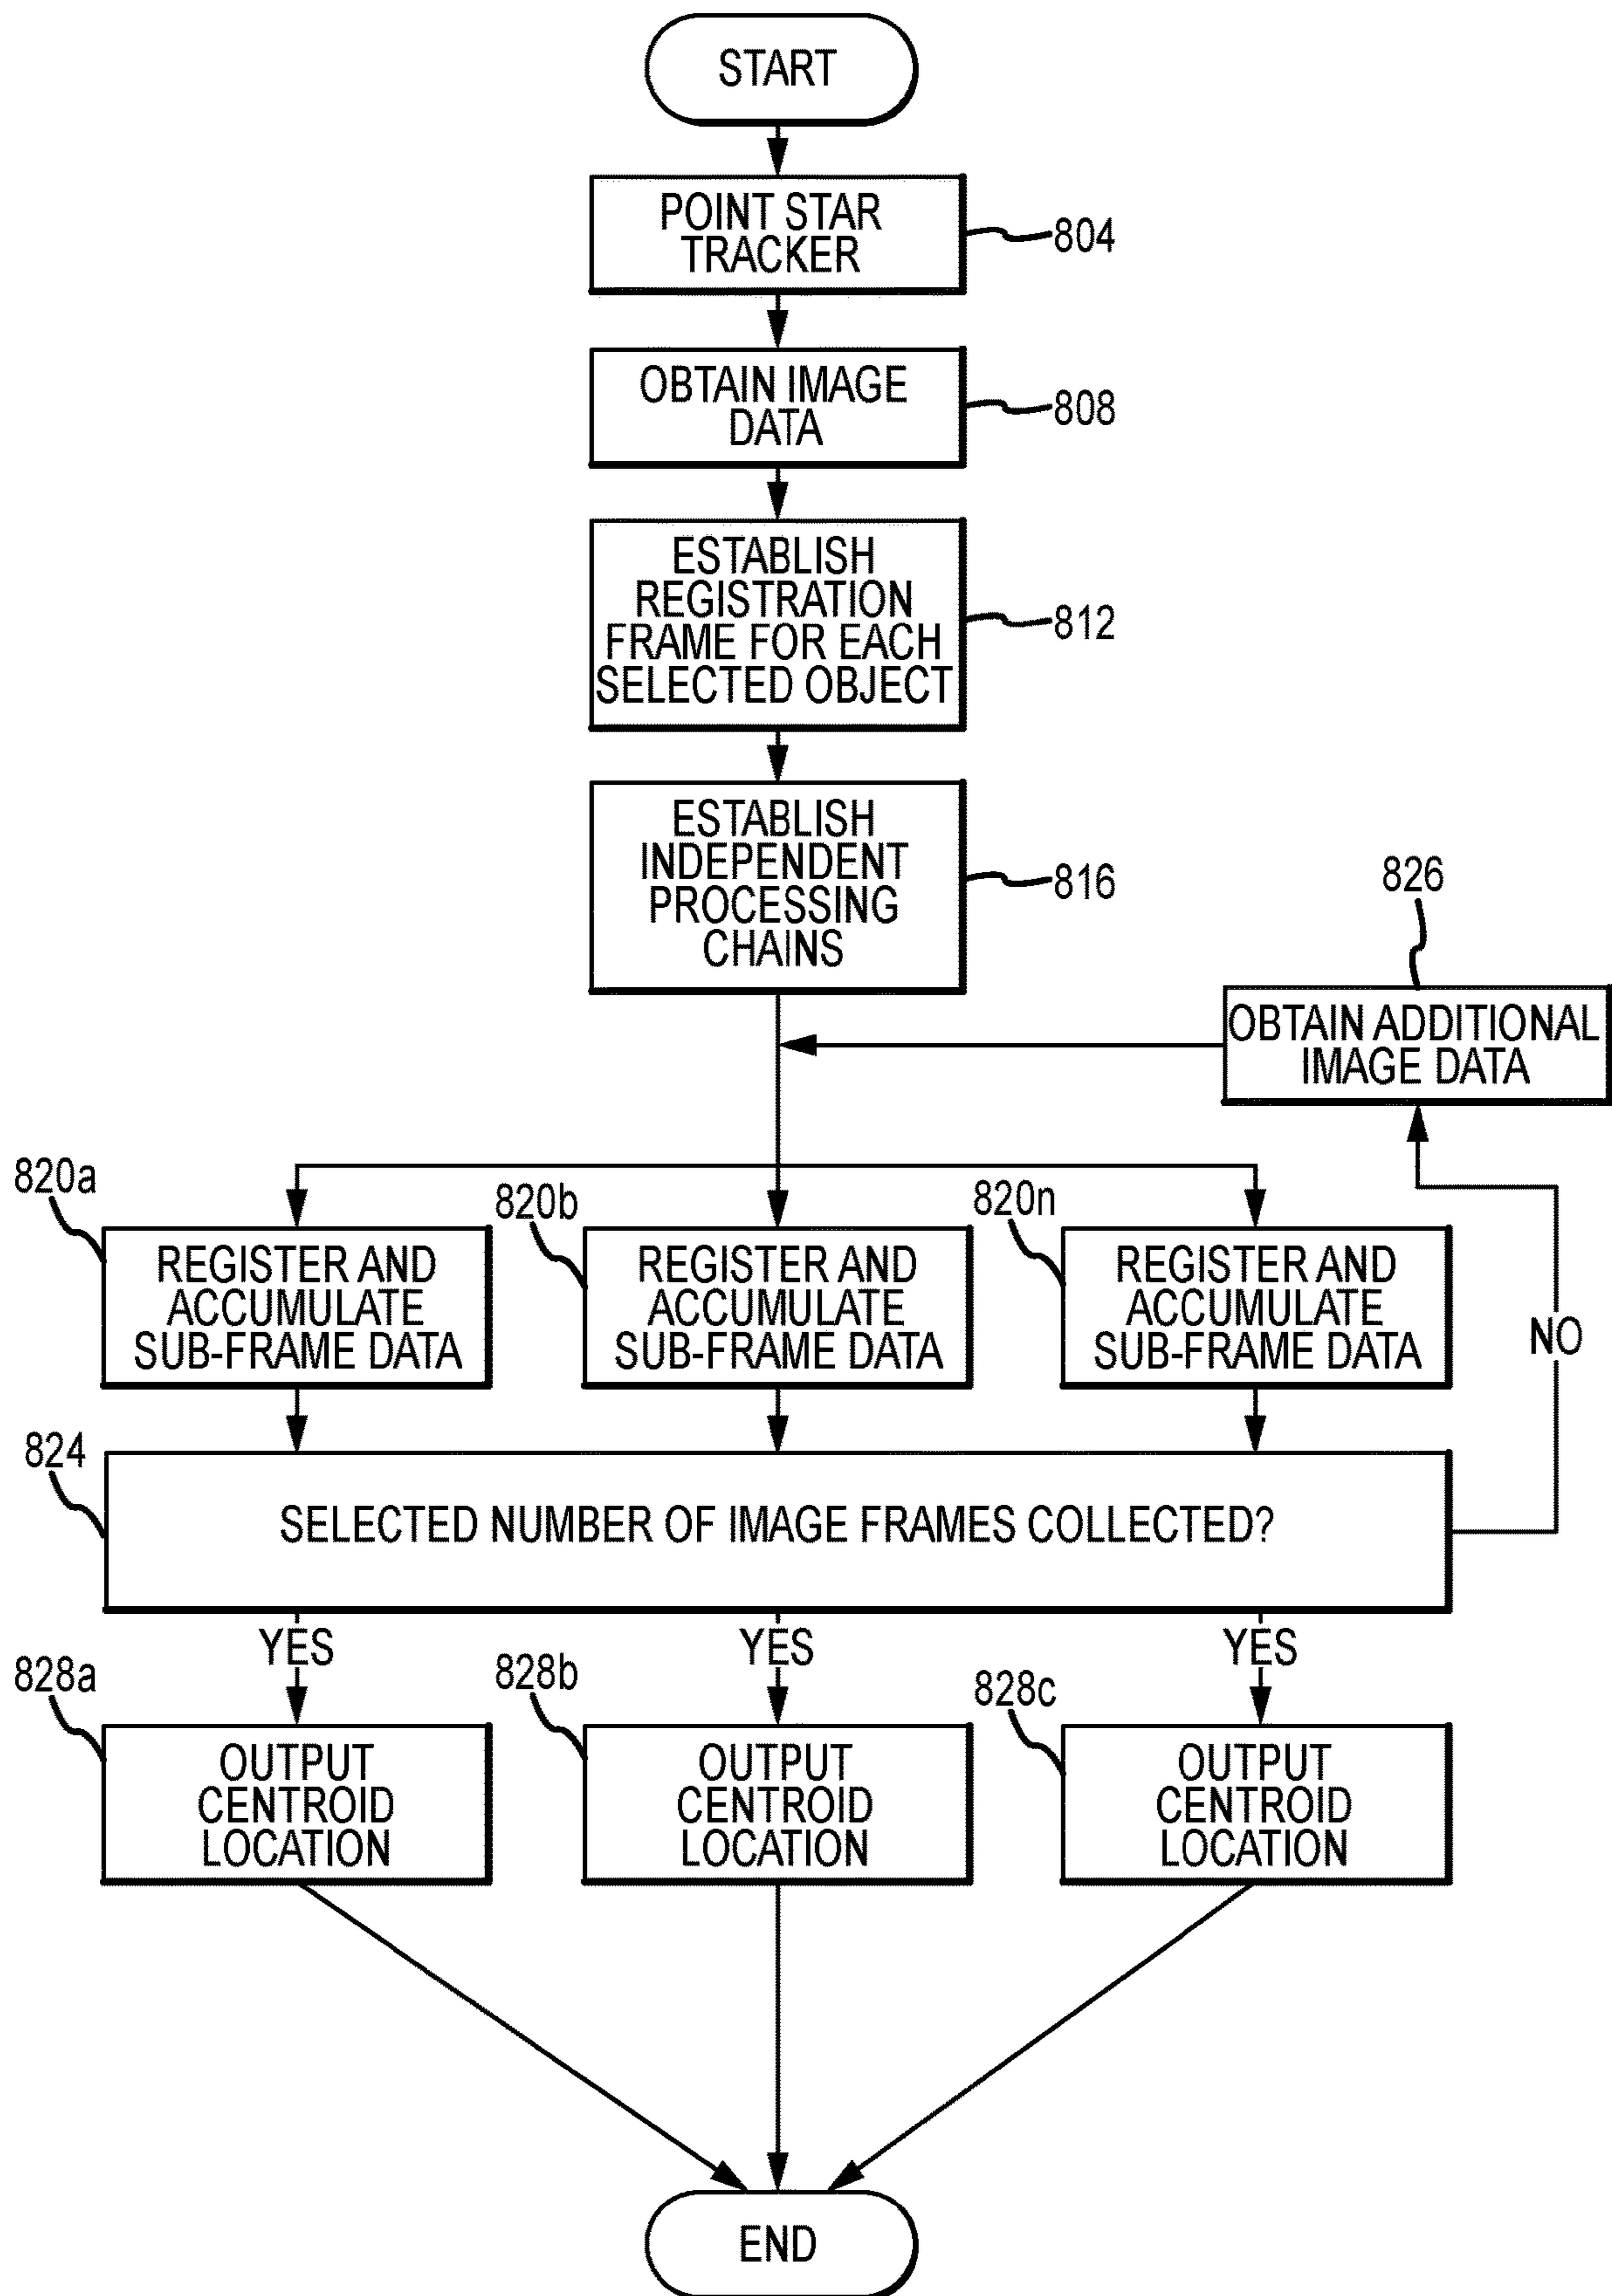 START
POINT STAR
TRACKER
804
OBTAIN IMAGE
DATA
808
ESTABLISH
REGISTRATION
FRAME FOR EACH
SELECTED OBJECT
812
ESTABLISH
INDEPENDENT
PROCESSING
CHAINS
816
826
OBTAIN ADDITIONAL
IMAGE DATA
820a
REGISTER AND
ACCUMULATE
SUB-FRAME DATA
820b
REGISTER AND
ACCUMULATE
SUB-FRAME DATA
820n
REGISTER AND
ACCUMULATE
SUB-FRAME DATA
NO
824
SELECTED NUMBER OF IMAGE FRAMES COLLECTED?
YES
YES
YES
828a
OUTPUT
CENTROID
LOCATION
828b
OUTPUT
CENTROID
LOCATION
828c
OUTPUT
CENTROID
LOCATION
END